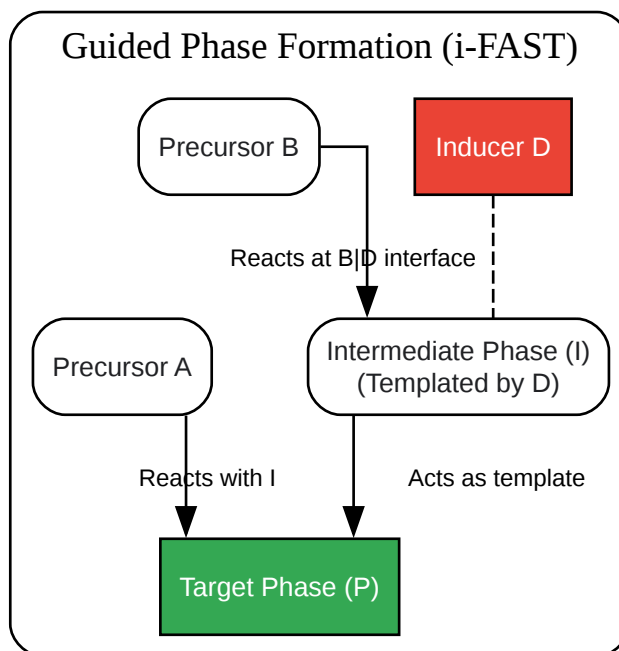 Guided Phase Formation (i-FAST)
Precursor B
Inducer D
Reacts at B|D interface
Precursor A
Intermediate Phase (I)
(Templated by D)
Reacts with I
Acts as template
Target Phase (P)